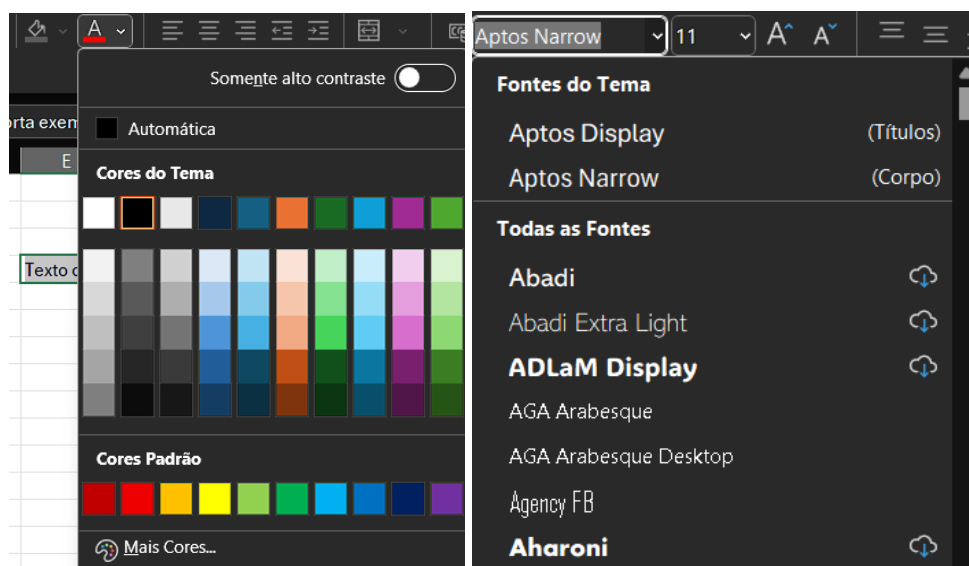 A
Somente alto contraste
orta exem
Automática
E
Cores do Tema
Texto
Cores Padrão
Mais Cores...
Aptos Narrow
11
A^ Aˇ
Fontes do Tema
Aptos Display (Títulos)
Aptos Narrow (Corpo)
Todas as Fontes
Abadi
Abadi Extra Light
ADLaM Display
AGA Arabesque
AGA Arabesque Desktop
Agency FB
Aharoni